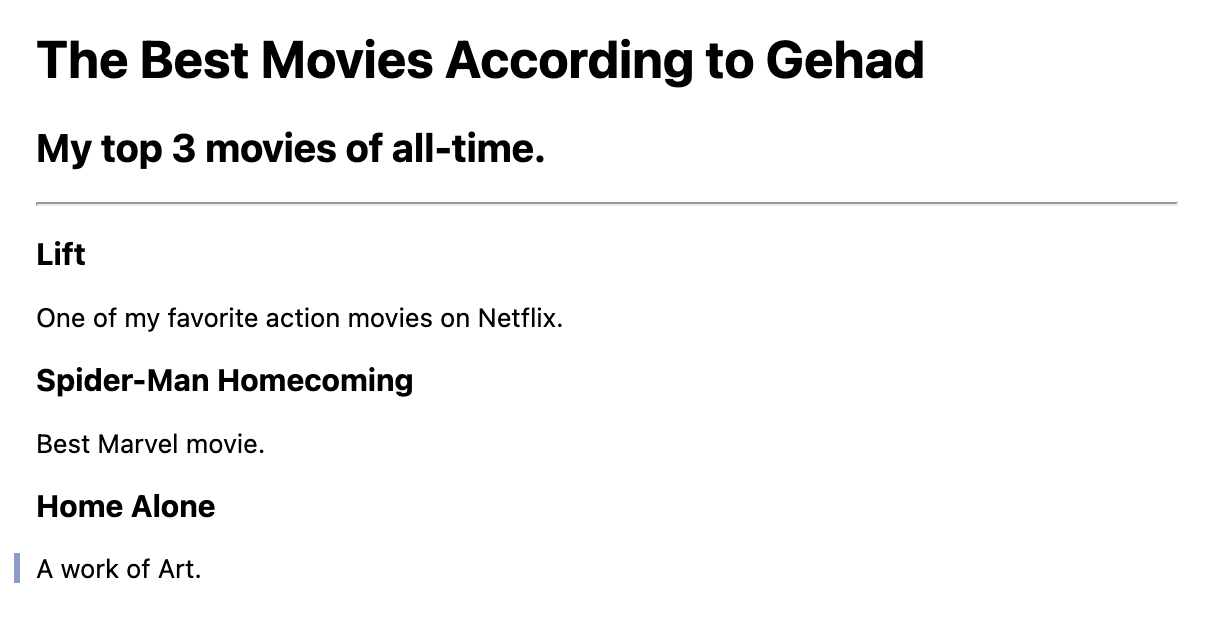 The Best Movies According to Gehad
My top 3 movies of all-time.
Lift
One of my favorite action movies on Netflix.
Spider-Man Homecoming
Best Marvel movie.
Home Alone
A work of Art.